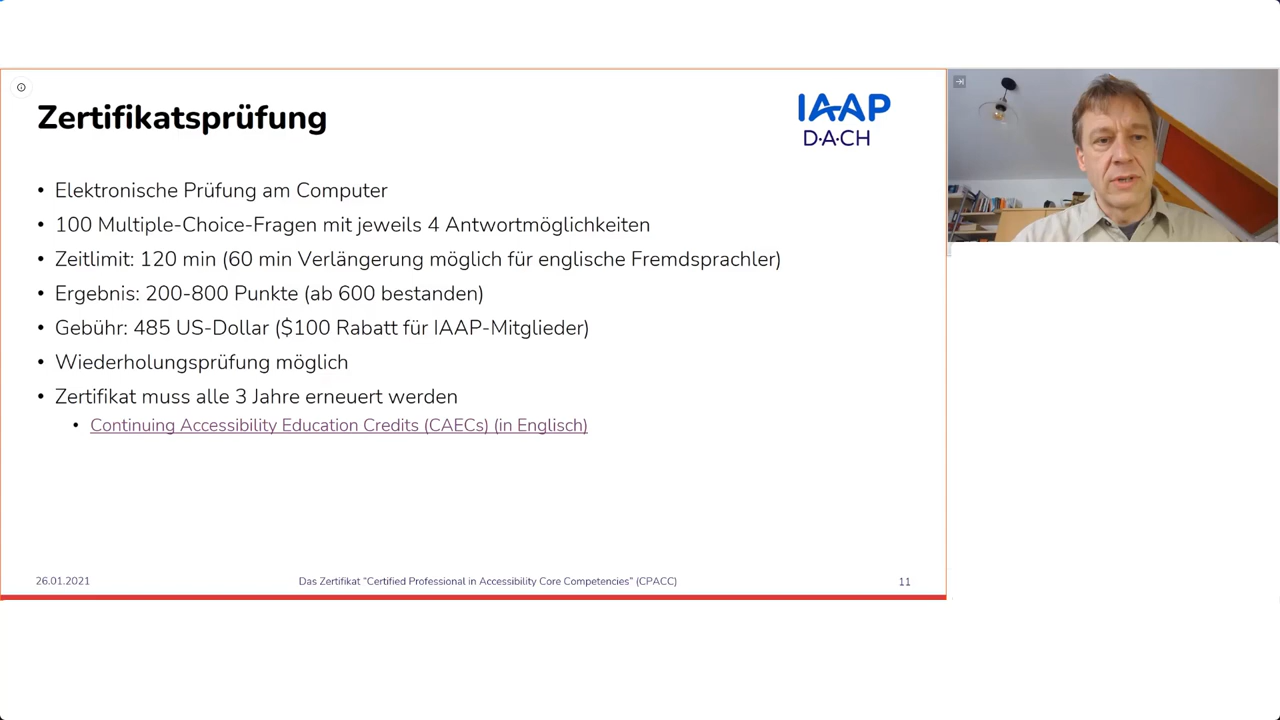 Zertifikatsprüfung
IAAP
D·A·CH
• Elektronische Prüfung am Computer
• 100 Multiple-Choice-Fragen mit jeweils 4 Antwortmöglichkeiten
• Zeitlimit: 120 min (60 min Verlängerung möglich für englische Fremdsprachler)
• Ergebnis: 200-800 Punkte (ab 600 bestanden)
• Gebühr: 485 US-Dollar ($100 Rabatt für IAAP-Mitglieder)
• Wiederholungsprüfung möglich
• Zertifikat muss alle 3 Jahre erneuert werden
• Continuing Accessibility Education Credits (CAECs) (in Englisch)
26.01.2021
Das Zertifikat "Certified Professional in Accessibility Core Competencies" (CPACC)
11